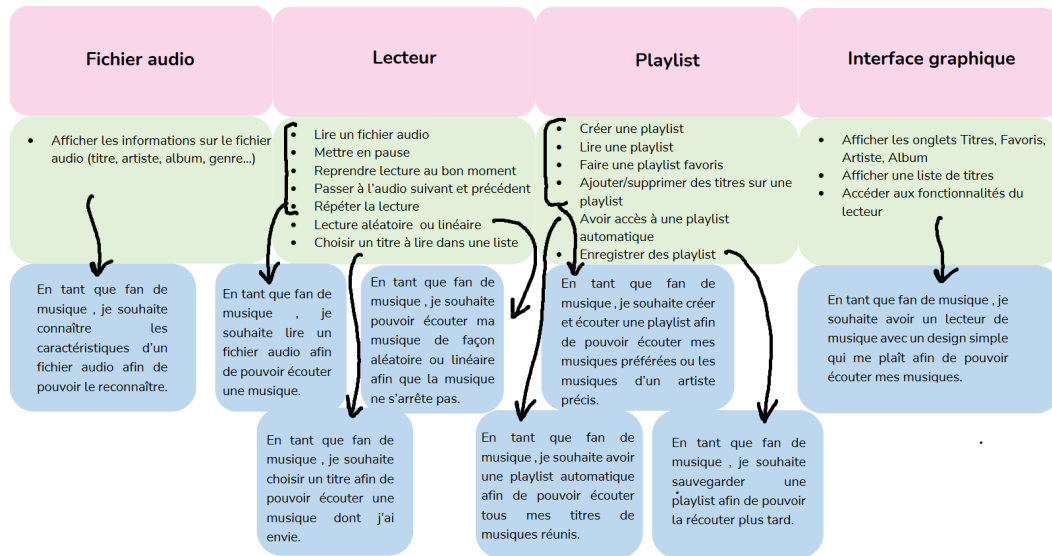 Fichier audio
Lecteur
Playlist
Interface graphique
• Afficher les informations sur le fichier
audio (titre, artiste, album, genre...)
• Lire un fichier audio
• Mettre en pause
• Reprendre lecture au bon moment
• Passer à l'audio suivant et précédent
• Répéter la lecture
• Lecture aléatoire ou linéaire
• Choisir un titre à lire dans une liste
• Créer une playlist
• Lire une playlist
• Faire une playlist favoris
• Ajouter/supprimer des titres sur une
playlist
• Avoir accès à une playlist
automatique
• Enregistrer des playlist
• Afficher les onglets Titres, Favoris,
Artiste, Album
• Afficher une liste de titres
• Accéder aux fonctionnalités du
lecteur
En tant que fan de
musique , je souhaite
connaître les
caractéristiques d'un
fichier audio afin de
pouvoir le reconnaître.
En tant que fan de
musique , je
souhaite lire un
fichier audio afin
de pouvoir écouter
une musique.
En tant que fan de
musique , je souhaite
pouvoir écouter ma
musique de façon
aléatoire ou linéaire
afin que la musique
ne s'arrête pas.
En tant que fan de
musique , je souhaite créer
et écouter une playlist afin
de pouvoir écouter mes
musiques préférées ou les
musiques d'un artiste
précis.
En tant que fan de musique , je
souhaite avoir un lecteur de
musique avec un design simple
qui me plaît afin de pouvoir
écouter mes musiques.
En tant que fan de
musique , je souhaite
choisir un titre afin de
pouvoir écouter une
musique dont j'ai
envie.
En tant que fan de
musique , je souhaite avoir
une playlist automatique
afin de pouvoir écouter
tous mes titres de
musiques réunis.
En tant que fan de
musique , je souhaite
sauvegarder une
playlist afin de pouvoir
la récouter plus tard.